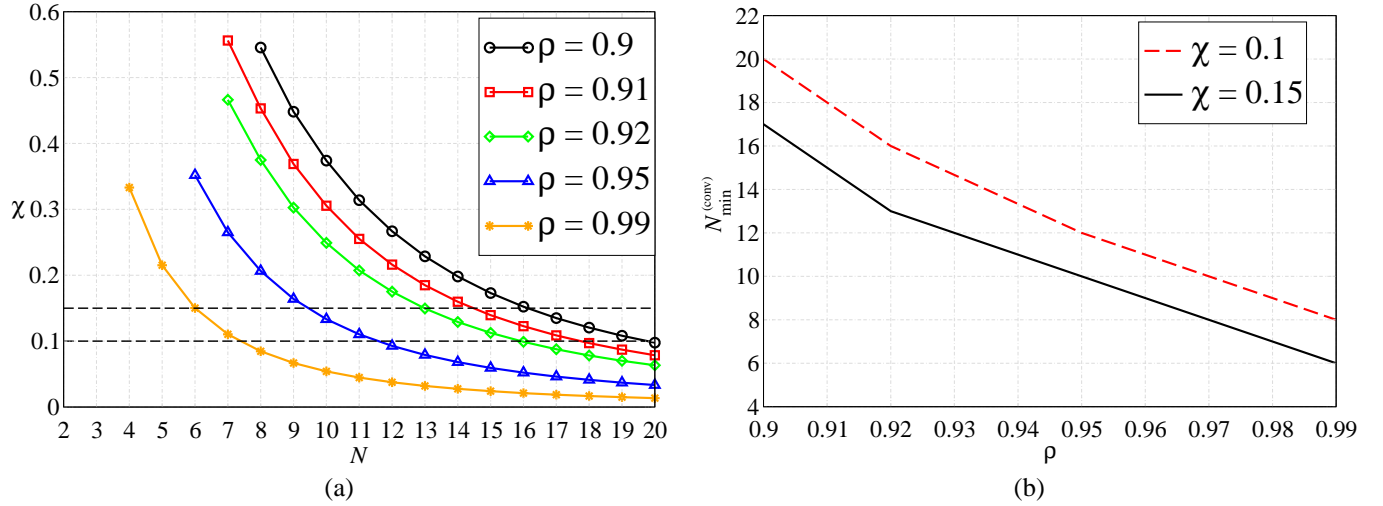 0.6
0.5
0.4
0.3
0.2
0.1
0
χ
2 3 4 5 6 7 8 9 10 11 12 13 14 15 16 17 18 19 20
N
ρ = 0.9
ρ = 0.91
ρ = 0.92
ρ = 0.95
ρ = 0.99
(a)
22
20
18
16
14
12
10
8
6
4
N_min^(conv)
0.9 0.91 0.92 0.93 0.94 0.95 0.96 0.97 0.98 0.99
ρ
χ = 0.1
χ = 0.15
(b)